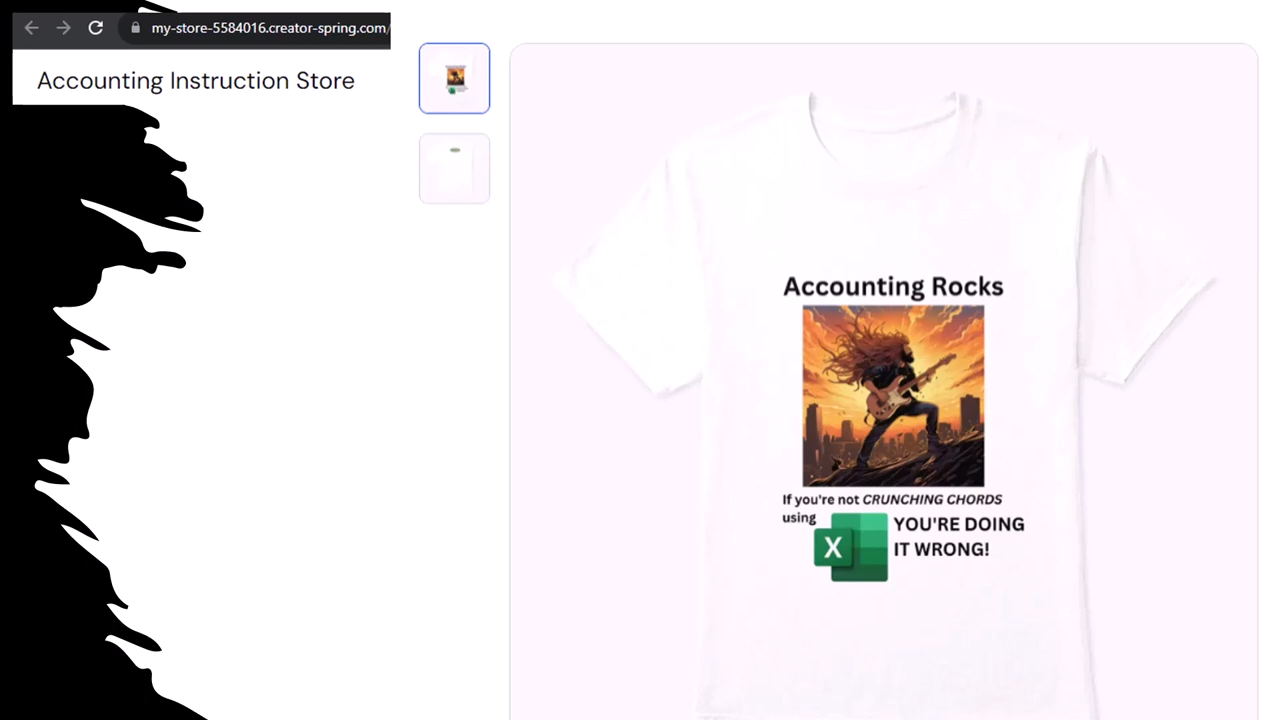 my-store-5584016.creator-spring.com/
Accounting Instruction Store
Accounting Rocks
If you're not CRUNCHING CHORDS
using
X
YOU'RE DOING
IT WRONG!